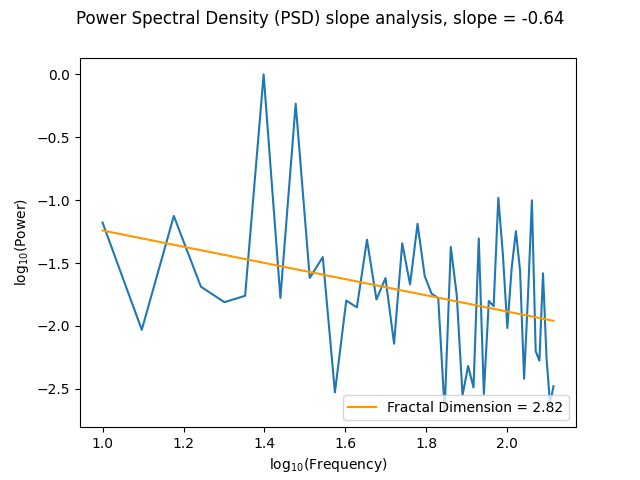 Power Spectral Density (PSD) slope analysis, slope = -0.64
0.0
−0.5
−1.0
−1.5
−2.0
−2.5
log₁₀(Power)
Fractal Dimension = 2.82
1.0 1.2 1.4 1.6 1.8 2.0
log₁₀(Frequency)